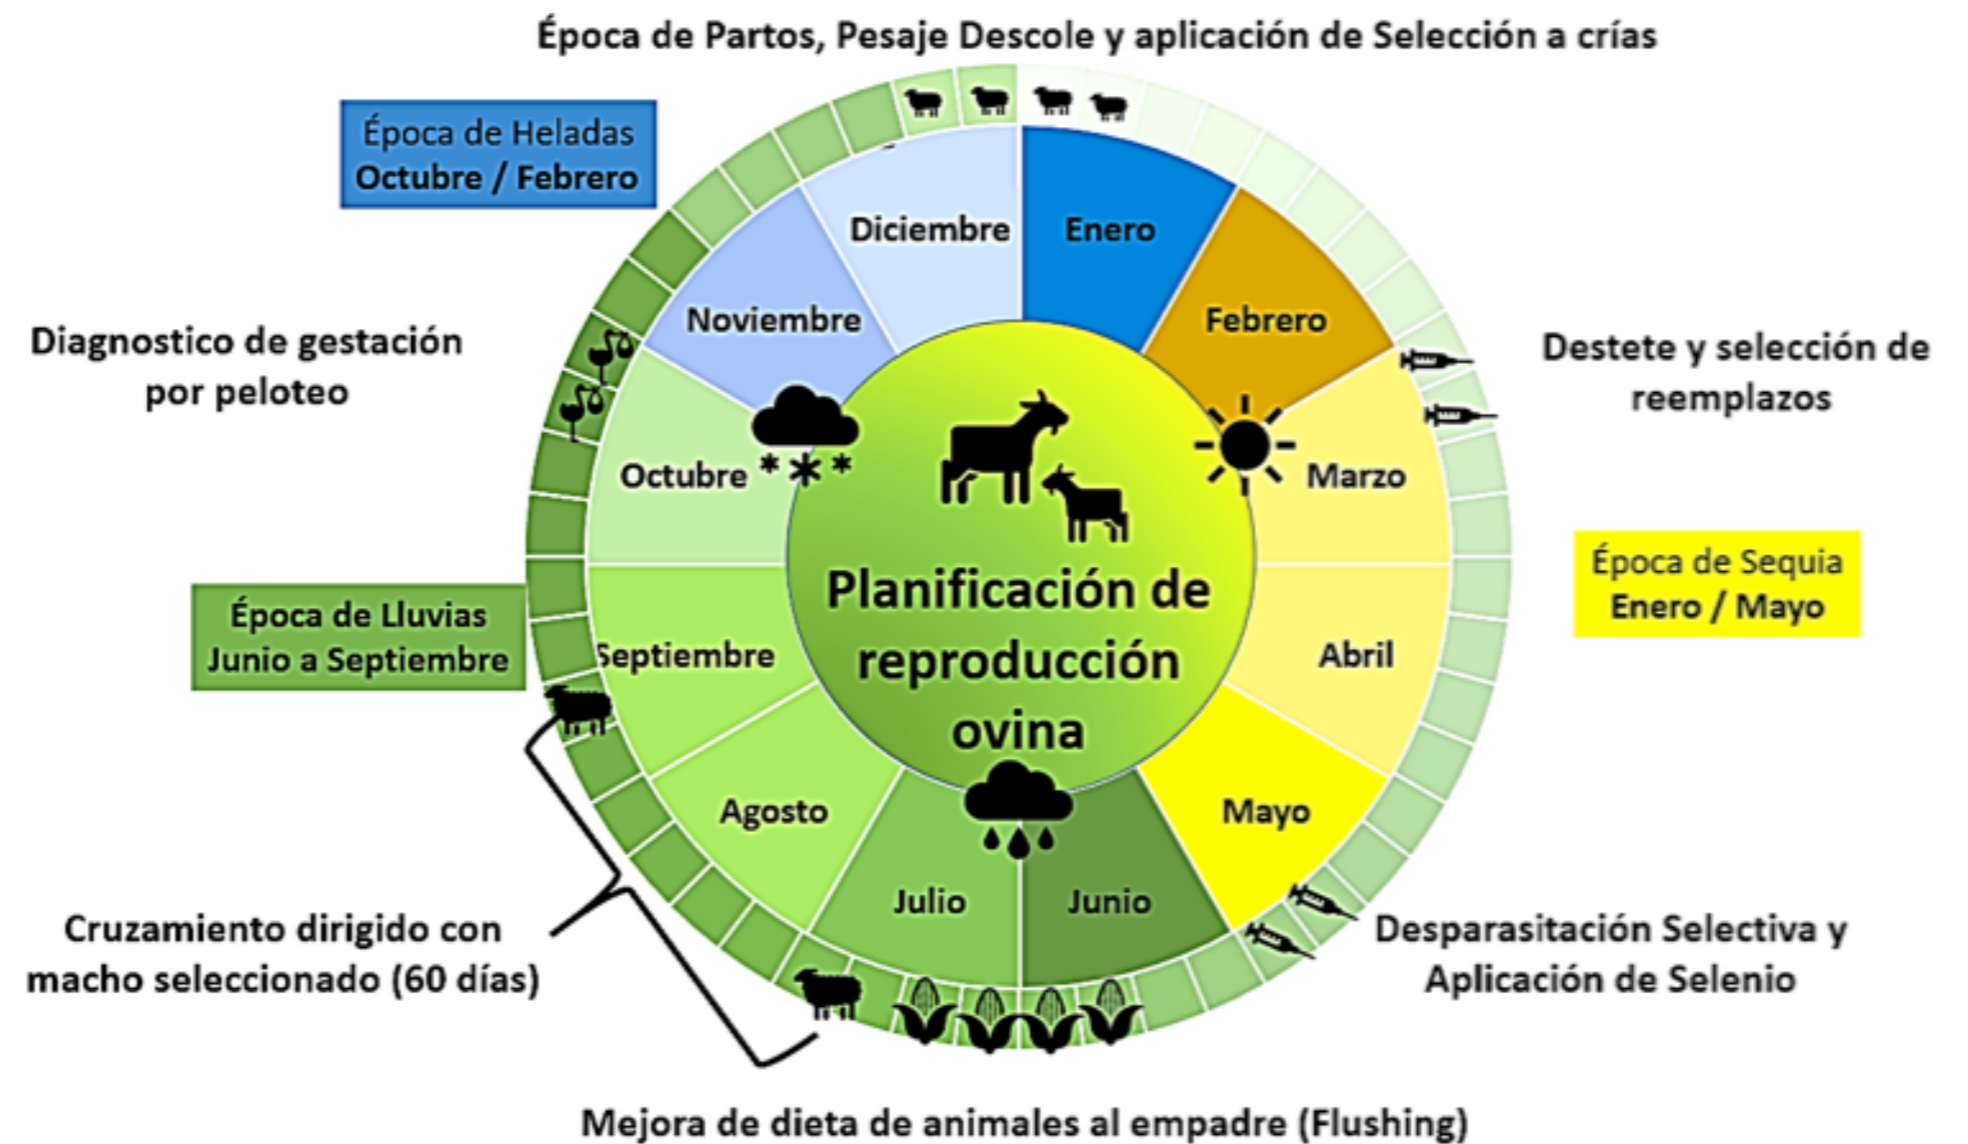 Época de Partos, Pesaje Descole y aplicación de Selección a crías
Época de Heladas
Octubre / Febrero
Diciembre
Enero
Noviembre
Febrero
Diagnostico de gestación
por peloteo
Destete y selección de
reemplazos
Octubre
Marzo
Época de Sequia
Enero / Mayo
Planificación de
reproducción
ovina
Época de Lluvias
Junio a Septiembre
Septiembre
Abril
Agosto
Mayo
Julio
Junio
Cruzamiento dirigido con
macho seleccionado (60 días)
Desparasitación Selectiva y
Aplicación de Selenio
Mejora de dieta de animales al empadre (Flushing)